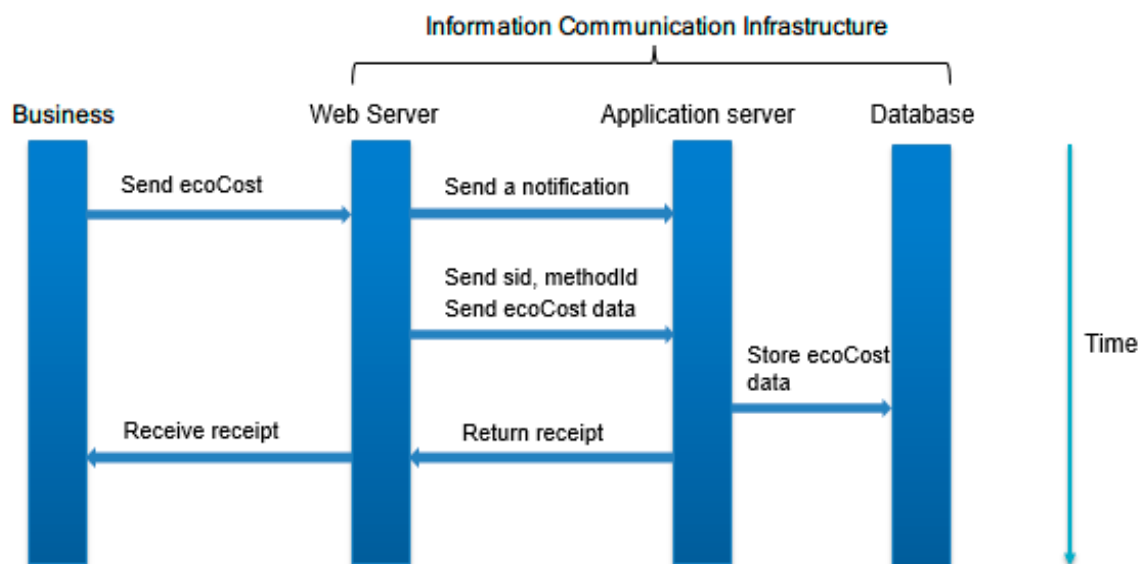 Information Communication Infrastructure
Business
Web Server
Application server
Database
Send ecoCost
Send a notification
Send sid, methodId
Send ecoCost data
Store ecoCost
data
Time
Receive receipt
Return receipt